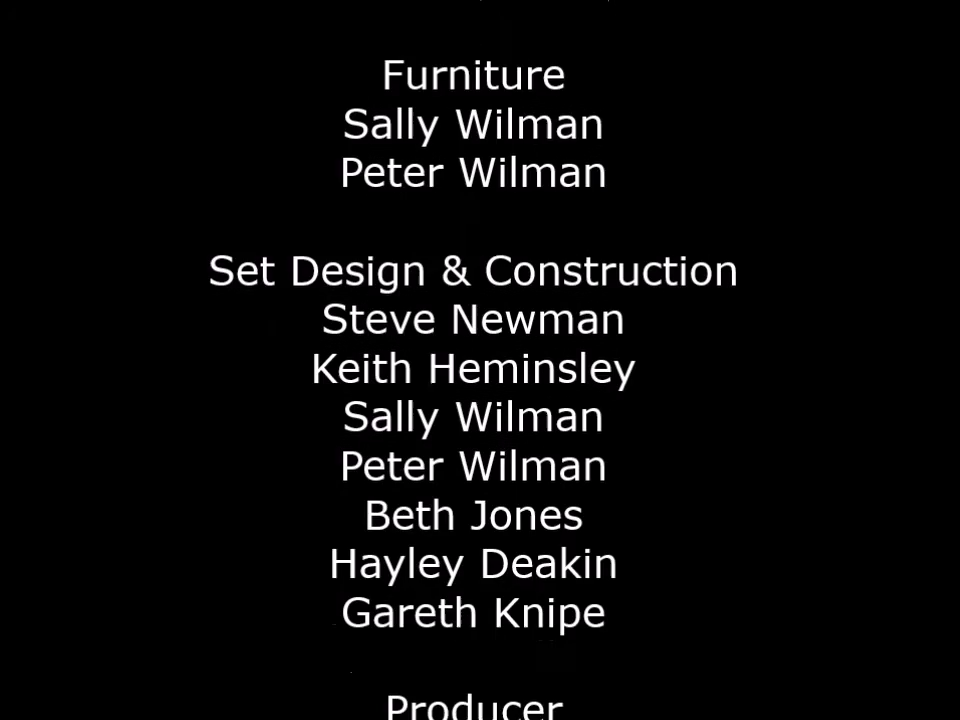 Furniture
Sally Wilman
Peter Wilman
Set Design & Construction
Steve Newman
Keith Heminsley
Sally Wilman
Peter Wilman
Beth Jones
Hayley Deakin
Gareth Knipe
Producer